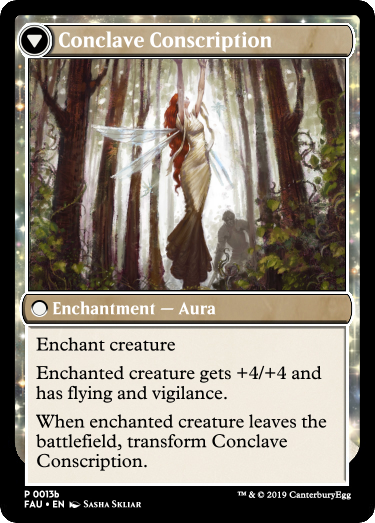 Conclave Conscription
Enchantment — Aura
Enchant creature
Enchanted creature gets +4/+4 and
has flying and vigilance.
When enchanted creature leaves the
battlefield, transform Conclave
Conscription.
P 0013b
FAU • EN Sasha Skliar
™ & © 2019 CanterburyEgg